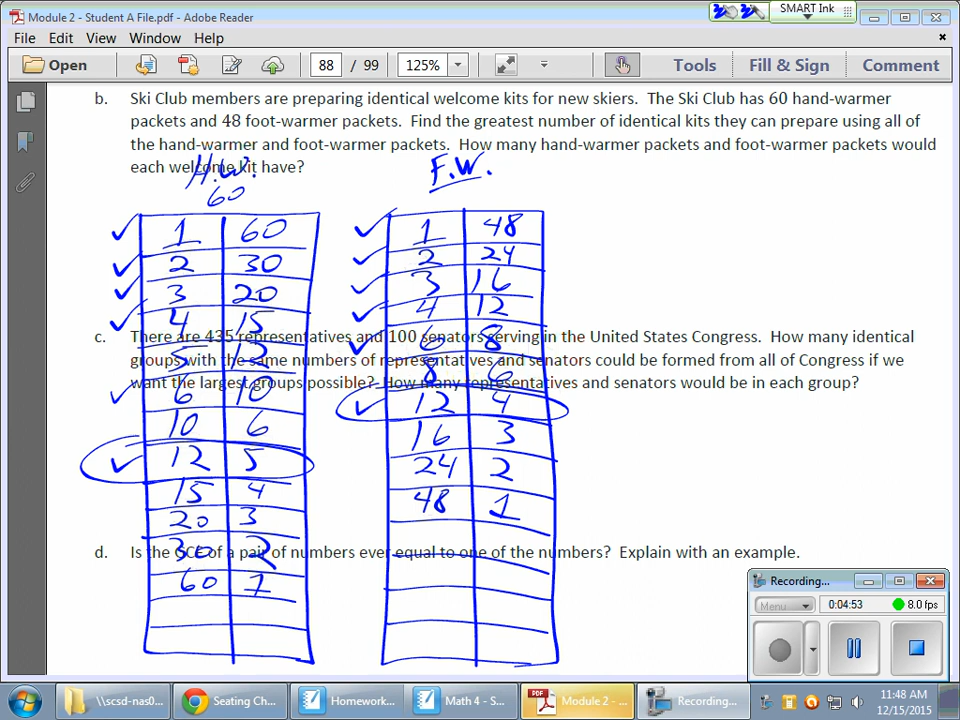 Module 2 - Student A File.pdf - Adobe Reader
SMART Ink
File Edit View Window Help
Open 88 / 99 125% Tools Fill & Sign Comment
b. Ski Club members are preparing identical welcome kits for new skiers. The Ski Club has 60 hand-warmer
packets and 48 foot-warmer packets. Find the greatest number of identical kits they can prepare using all of
the hand-warmer and foot-warmer packets. How many hand-warmer packets and foot-warmer packets would
each welcome kit have?
H.W. F.W.
60
1 60 1 48
2 30 2 24
3 20 3 16
4 15 4 12
c. There are 435 representatives and 100 senators serving in the United States Congress. How many identical
6 8
groups with the same numbers of representatives and senators could be formed from all of Congress if we
5 12 8 6
want the largest groups possible? How many representatives and senators would be in each group?
6 10 12 4
10 6 16 3
12 5 24 2
15 4 48 1
20 3
d. Is the GCF of a pair of numbers ever equal to one of the numbers? Explain with an example.
30 2
60 1
Recording...
Menu 0:04:53 8.0 fps
\\scsd-nas0... Seating Ch... Homework... Math 4 - S... Module 2 - ... Recording...
11:48 AM
12/15/2015